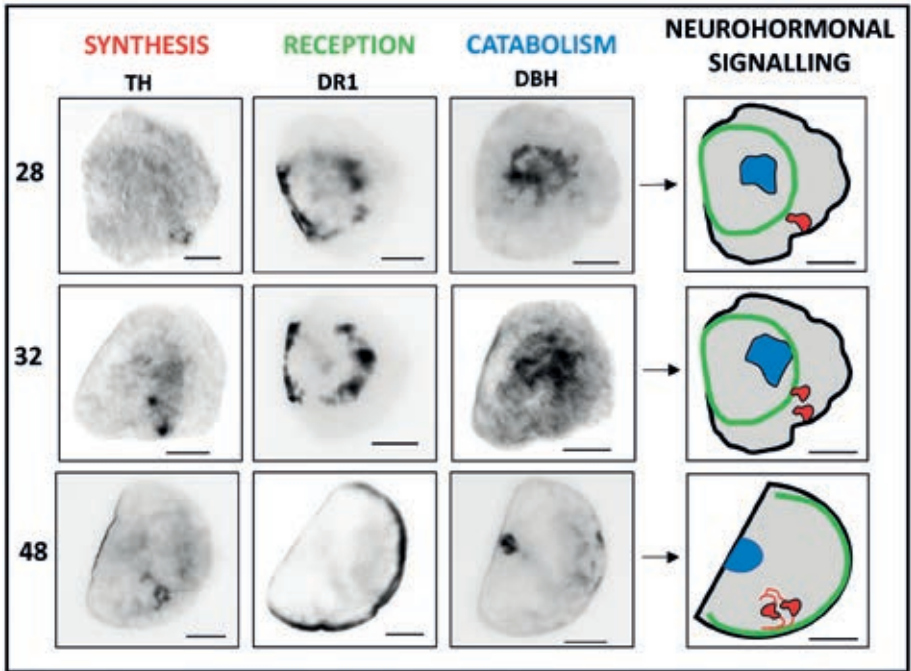 SYNTHESIS RECEPTION CATABOLISM NEUROHORMONAL
SIGNALLING
TH DR1 DBH
28
32
48